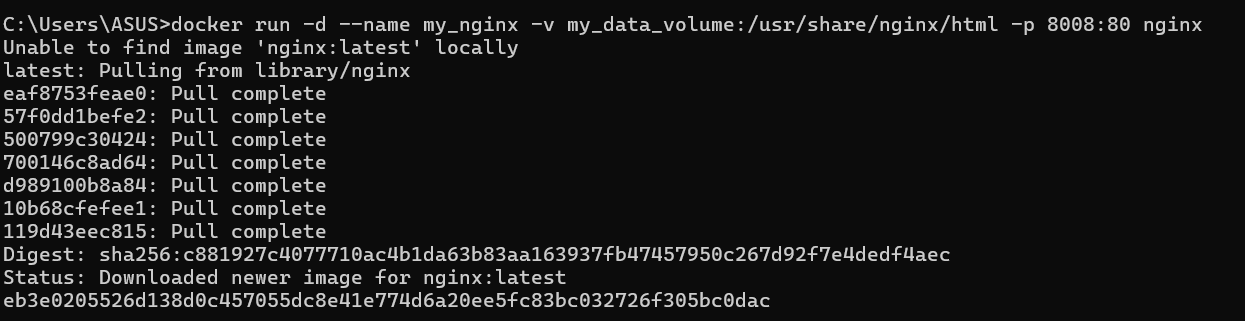 C:\Users\ASUS>docker run -d --name my_nginx -v my_data_volume:/usr/share/nginx/html -p 8008:80 nginx
Unable to find image 'nginx:latest' locally
latest: Pulling from library/nginx
eaf8753feae0: Pull complete
57f0dd1befe2: Pull complete
500799c30424: Pull complete
700146c8ad64: Pull complete
d989100b8a84: Pull complete
10b68cfefee1: Pull complete
119d43eec815: Pull complete
Digest: sha256:c881927c4077710ac4b1da63b83aa163937fb47457950c267d92f7e4dedf4aec
Status: Downloaded newer image for nginx:latest
eb3e0205526d138d0c457055dc8e41e774d6a20ee5fc83bc032726f305bc0dac